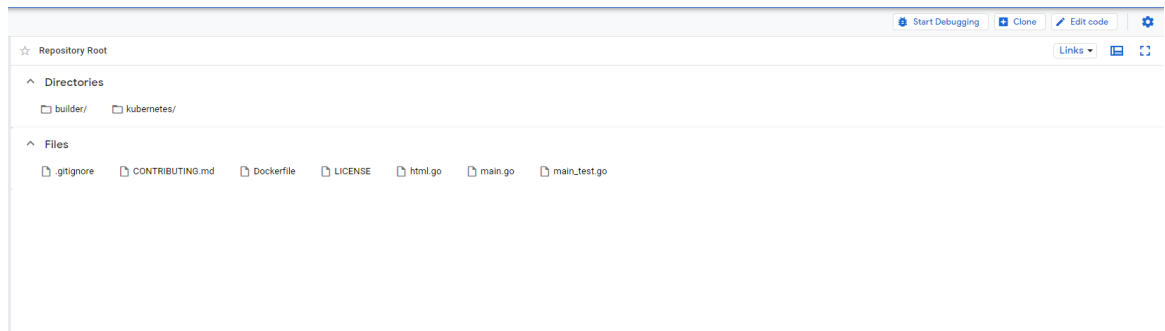 Start Debugging Clone Edit code
Repository Root Links
Directories
builder/ kubernetes/
Files
.gitignore CONTRIBUTING.md Dockerfile LICENSE html.go main.go main_test.go